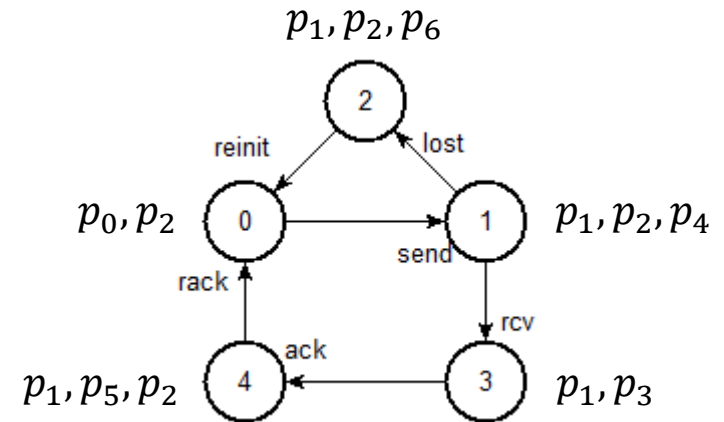 p₁, p₂, p₆
2
reinit
lost
p₀, p₂
0
1
p₁, p₂, p₄
send
rack
rcv
ack
p₁, p₅, p₂
4
3
p₁, p₃